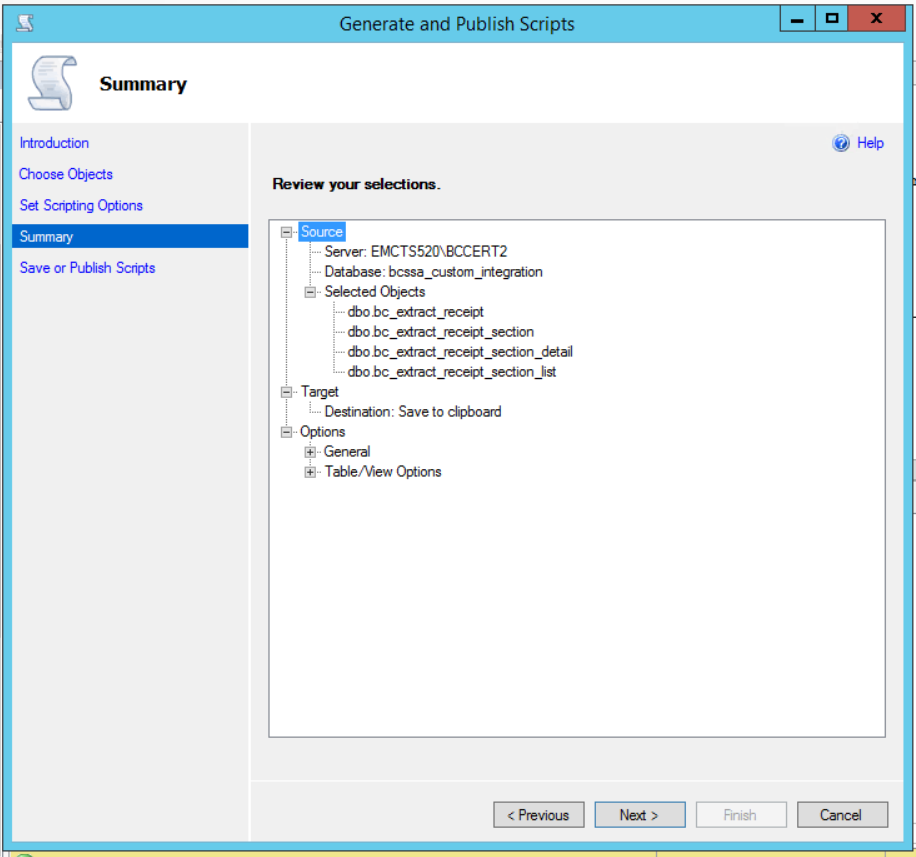 Generate and Publish Scripts
Summary
Introduction
Choose Objects
Set Scripting Options
Summary
Save or Publish Scripts
Help
Review your selections.
Source
Server: EMCTS520\BCCERT2
Database: bcssa_custom_integration
Selected Objects
dbo.bc_extract_receipt
dbo.bc_extract_receipt_section
dbo.bc_extract_receipt_section_detail
dbo.bc_extract_receipt_section_list
Target
Destination: Save to clipboard
Options
General
Table/View Options
< Previous
Next >
Finish
Cancel